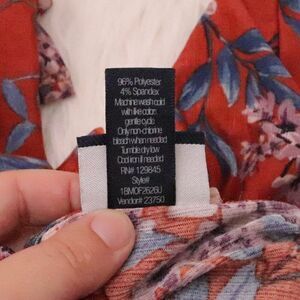 96% Polyester
4% Spandex
Machine wash cold
with like color
gentle cycle
Only non-chlorine
bleach when needed
Tumble dry low
Cool iron if needed
RN# 129845
Style#
18MOF2626U
Vendor# 23750